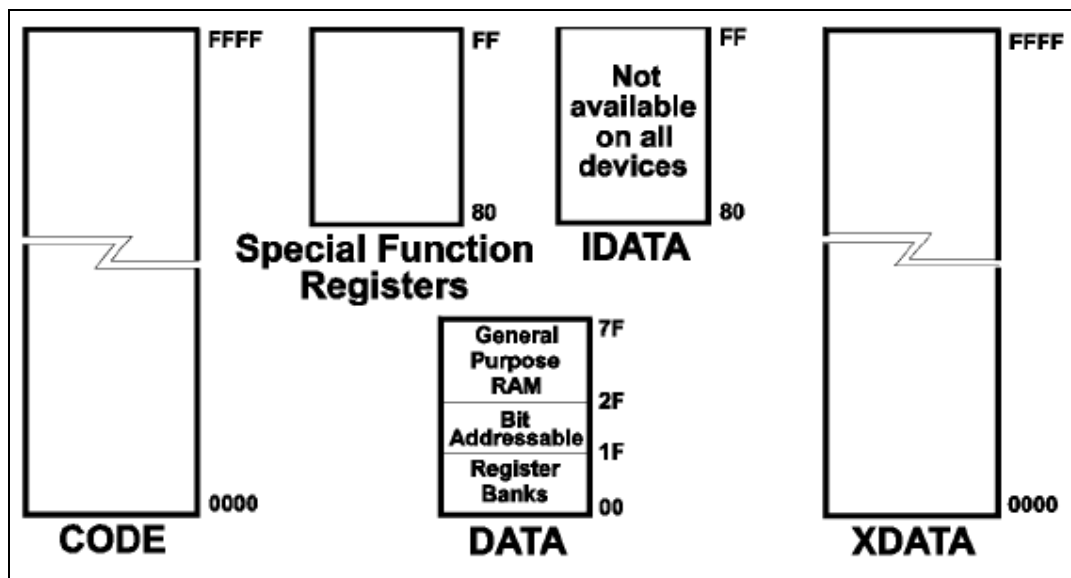 FFFF
0000
CODE
FF
80
Special Function
Registers
Not
available
on all
devices
FF
80
IDATA
General
Purpose
RAM
7F
2F
Bit
Addressable
1F
Register
Banks
00
DATA
FFFF
0000
XDATA